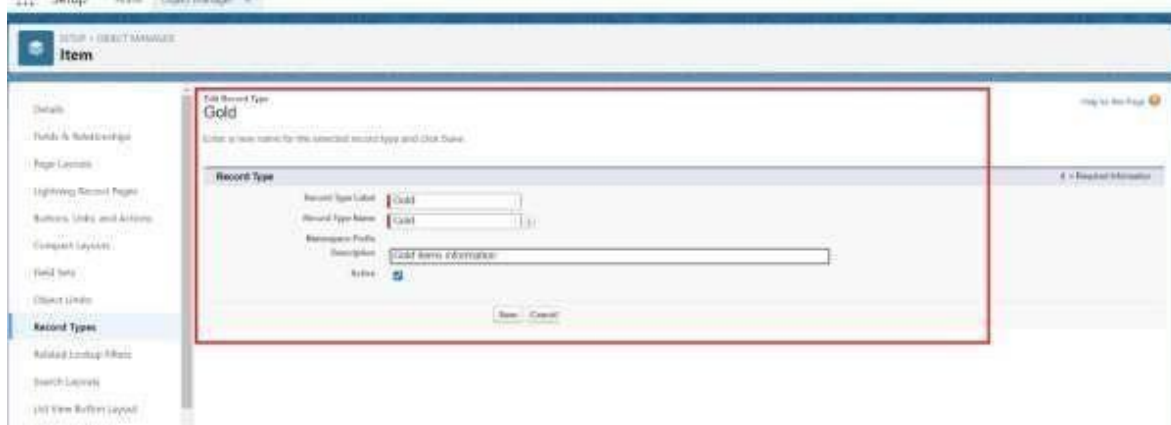 Setup Home Object Manager
SETUP > OBJECT MANAGER
Item
Details
Fields & Relationships
Page Layouts
Lightning Record Pages
Buttons, Links, and Actions
Compact Layouts
Field Sets
Object Limits
Record Types
Related Lookup Filters
Search Layouts
List View Button Layout
Edit Record Type
Gold
Help for this Page
Enter a new name for the selected record type and click Save.
Record Type
= Required Information
Record Type Label Gold
Record Type Name Gold
Namespace Prefix
Description Gold items information
Active
Save Cancel